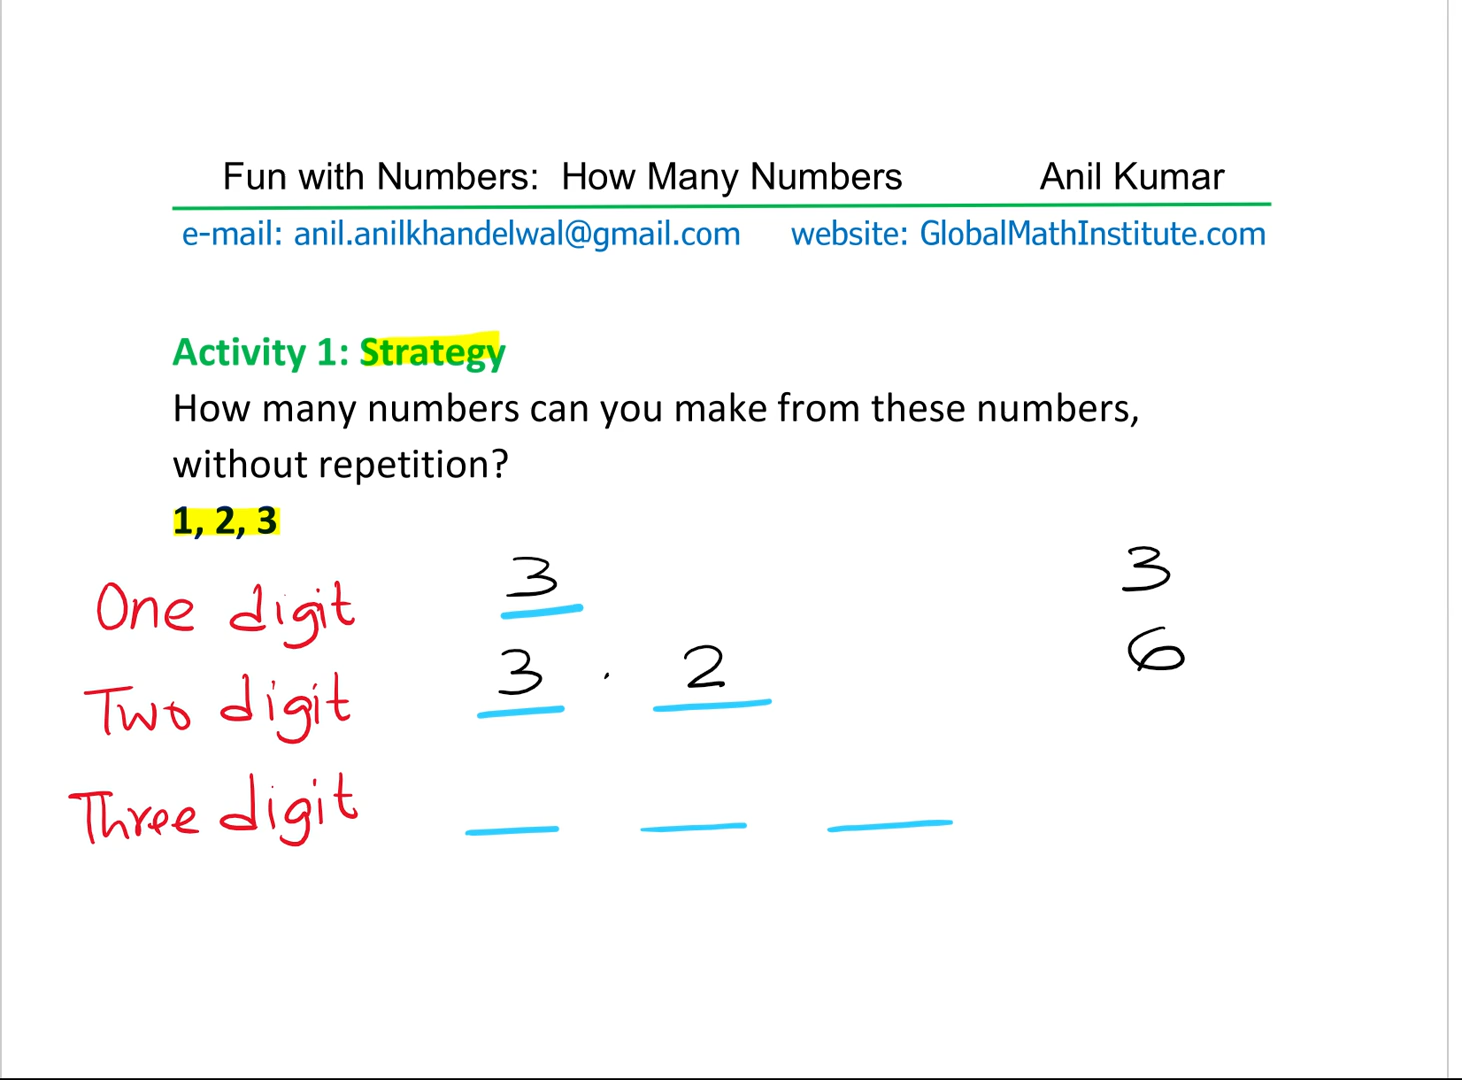 Fun with Numbers: How Many Numbers Anil Kumar
e-mail: anil.anilkhandelwal@gmail.com website: GlobalMathInstitute.com
Activity 1: Strategy
How many numbers can you make from these numbers,
without repetition?
1, 2, 3
One digit 3 3
Two digit 3 . 2 6
Three digit